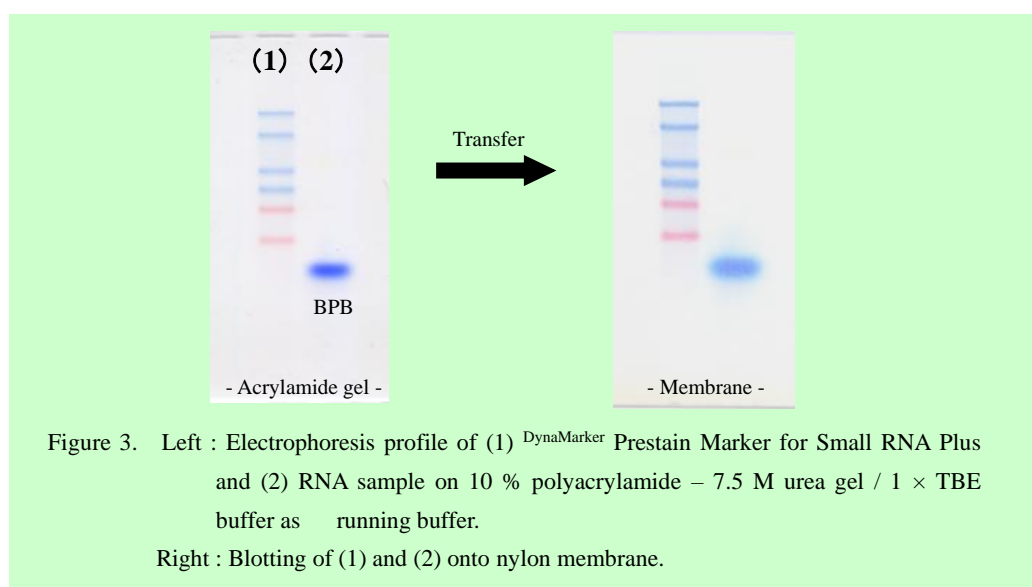 (1) (2)
Transfer
BPB
- Acrylamide gel -
- Membrane -
Figure 3. Left : Electrophoresis profile of (1) DynaMarker Prestain Marker for Small RNA Plus
and (2) RNA sample on 10 % polyacrylamide – 7.5 M urea gel / 1 × TBE
buffer as running buffer.
Right : Blotting of (1) and (2) onto nylon membrane.